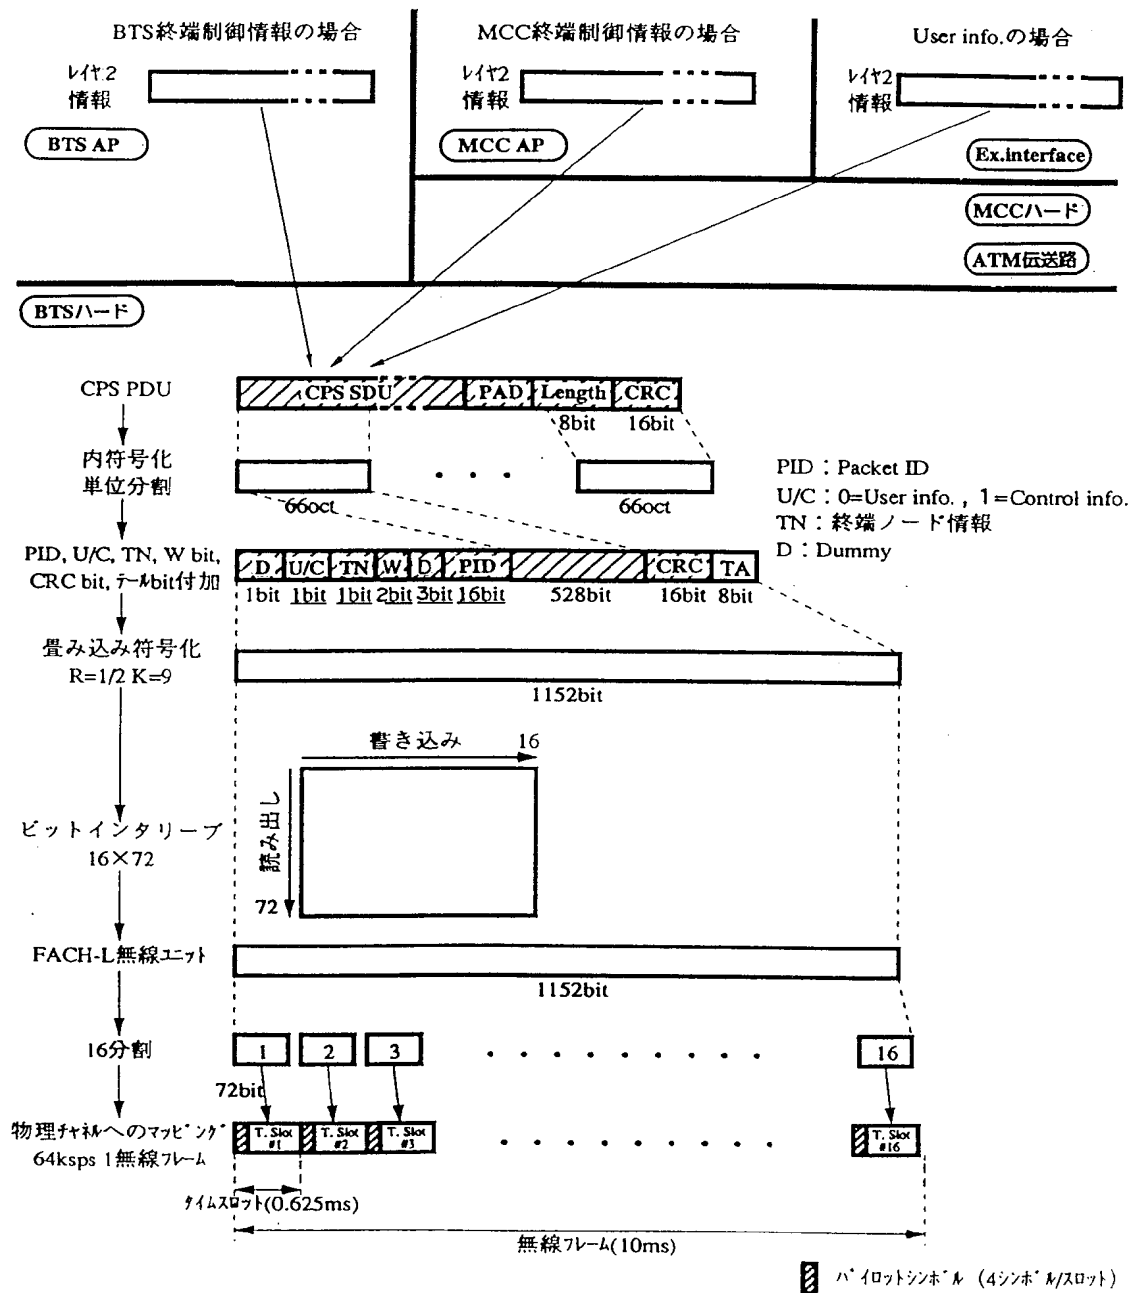 BTS終端制御情報の場合
MCC終端制御情報の場合
User info.の場合
レイヤ2
情報
レイヤ2
情報
レイヤ2
情報
BTS AP
MCC AP
Ex.interface
MCCハード
ATM伝送路
BTSハード
CPS PDU
CPS SDU
PAD
Length
CRC
8bit
16bit
内符号化
単位分割
66oct
. . .
66oct
PID : Packet ID
U/C : 0=User info. , 1=Control info.
TN : 終端ノード情報
D : Dummy
PID, U/C, TN, W bit,
CRC bit, テールbit付加
D
U/C
TN
W
D
PID
CRC
TA
1bit
1bit
1bit
2bit
3bit
16bit
528bit
16bit
8bit
畳み込み符号化
R=1/2 K=9
1152bit
書き込み
16
読み出し
72
ビットインタリーブ
16×72
FACH-L無線ユニット
1152bit
16分割
1
2
3
. . . . . . . . .
16
72bit
物理チャネルへのマッピング
64ksps 1無線フレーム
T. Slot
#1
T. Slot
#2
T. Slot
#3
. . . . . . . . .
T. Slot
#16
タイムスロット(0.625ms)
無線フレーム(10ms)
パイロットシンボル (4シンボル/スロット)